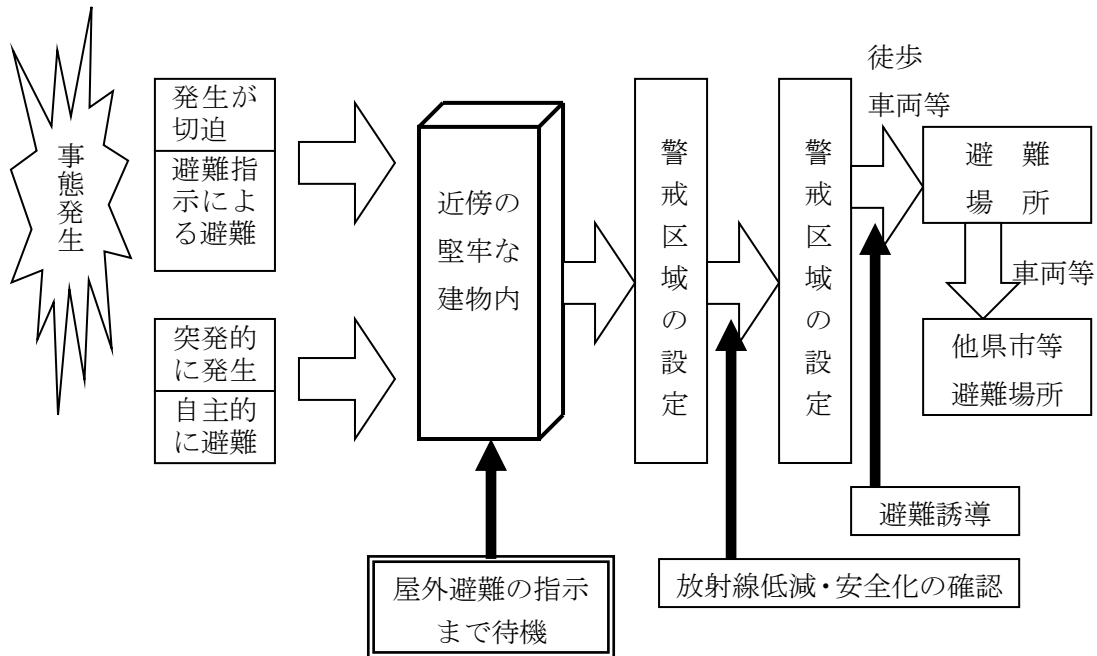 事態発生
発生が
切迫
避難指
示によ
る避難
突発的
に発生
自主的
に避難
近傍の
堅牢な
建物内
屋外避難の指示
まで待機
警戒区域の設定
放射線低減・安全化の確認
警戒区域の設定
徒歩
車両等
避難誘導
避　難
場　所
車両等
他県市等
避難場所